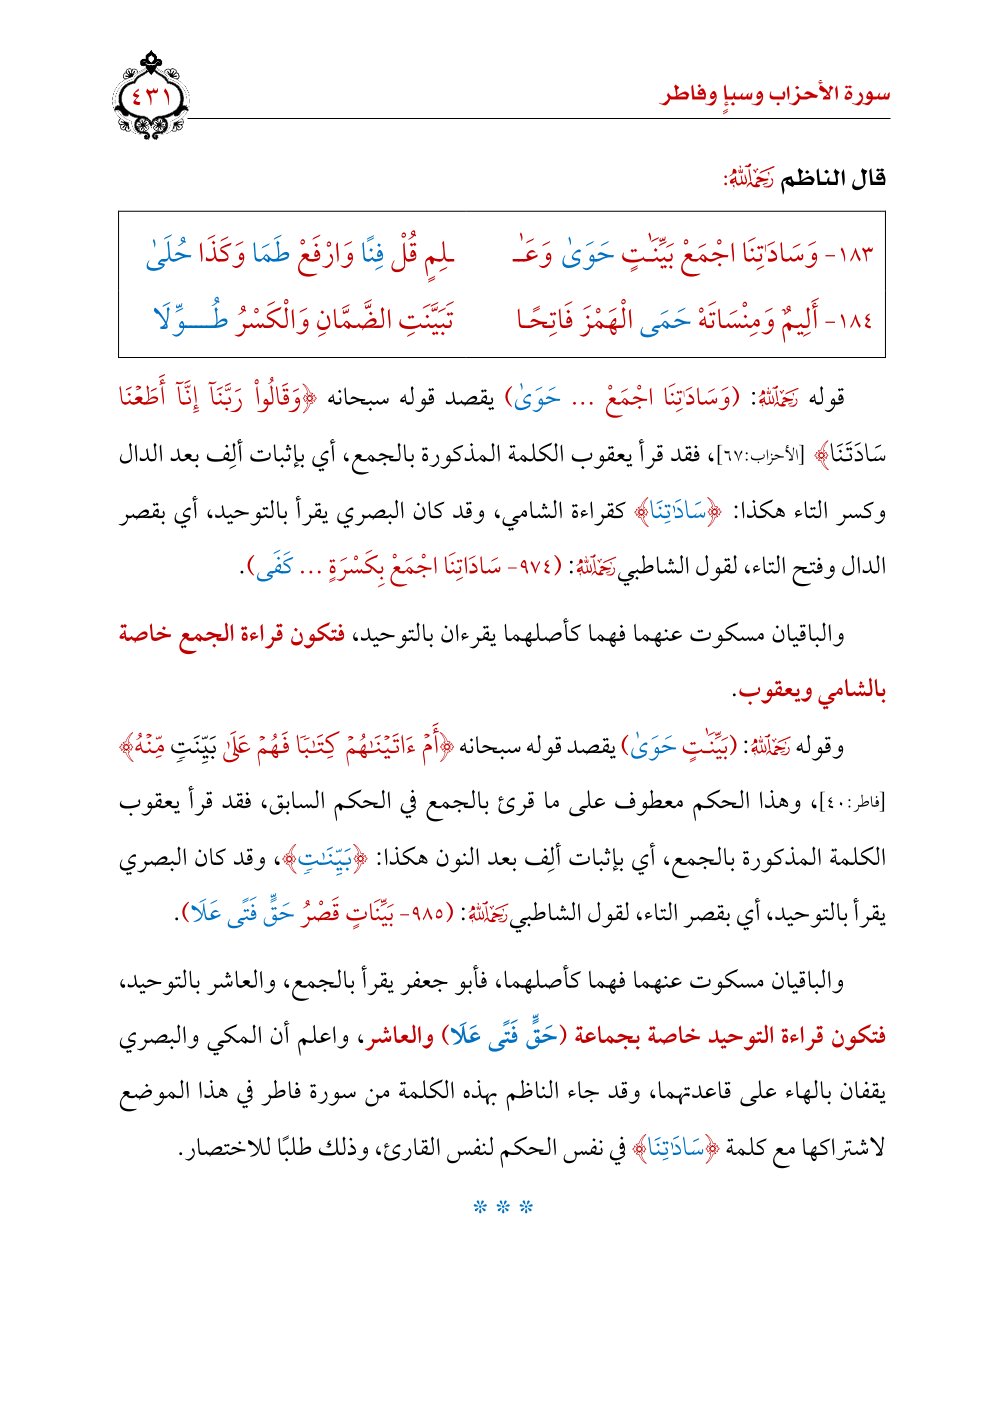 سورة الأحزاب وسبإٍ وفاطر
٤٣١
قال الناظم رَحِمَهُ ٱللَّهُ:
١٨٣- وَسَادَاتِنَا اجْمَعْ بَيِّنَٰتٍ حَوَىٰ وَعَـٰـ ـلِمٍ قُلْ فِنًا وَارْفَعْ طَمَا وَكَذَا حُلَىٰ
١٨٤- أَلِيمٌ وَمِنْسَاتَهْ حَمَى الْهَمْزَ فَاتِحًـا تَبَيَّنَتِ الضَّمَّانِ وَالْكَسْرُ طُـــوِّلَا
قوله رَحِمَهُ ٱللَّهُ: (وَسَادَاتِنَا اجْمَعْ ... حَوَىٰ) يقصد قوله سبحانه ﴿وَقَالُوا۟ رَبَّنَآ إِنَّآ أَطَعۡنَا
سَادَتَنَا﴾ [الأحزاب:٦٧]، فقد قرأ يعقوب الكلمة المذكورة بالجمع، أي بإثبات ألِف بعد الدال
وكسر التاء هكذا: ﴿سَادَٰتِنَا﴾ كقراءة الشامي، وقد كان البصري يقرأ بالتوحيد، أي بقصر
الدال وفتح التاء، لقول الشاطبي رَحِمَهُ ٱللَّهُ: (٩٧٤- سَادَاتِنَا اجْمَعْ بِكَسْرَةٍ ... كَفَى).
والباقيان مسكوت عنهما فهما كأصلهما يقرءان بالتوحيد، فتكون قراءة الجمع خاصة
بالشامي ويعقوب.
وقوله رَحِمَهُ ٱللَّهُ: (بَيِّنَٰتٍ حَوَىٰ) يقصد قوله سبحانه ﴿أَمۡ ءَاتَيۡنَٰهُمۡ كِتَٰبٗا فَهُمۡ عَلَىٰ بَيِّنَتٖ مِّنۡهُ﴾
[فاطر:٤٠]، وهذا الحكم معطوف على ما قرئ بالجمع في الحكم السابق، فقد قرأ يعقوب
الكلمة المذكورة بالجمع، أي بإثبات ألِف بعد النون هكذا: ﴿بَيِّنَٰتٖ﴾، وقد كان البصري
يقرأ بالتوحيد، أي بقصر التاء، لقول الشاطبي رَحِمَهُ ٱللَّهُ: (٩٨٥- بَيِّنَاتٍ قَصْرُ حَقٍّ فَتًى عَلَا).
والباقيان مسكوت عنهما فهما كأصلهما، فأبو جعفر يقرأ بالجمع، والعاشر بالتوحيد،
فتكون قراءة التوحيد خاصة بجماعة (حَقٍّ فَتًى عَلَا) والعاشر، واعلم أن المكي والبصري
يقفان بالهاء على قاعدتهما، وقد جاء الناظم بهذه الكلمة من سورة فاطر في هذا الموضع
لاشتراكها مع كلمة ﴿سَادَٰتِنَا﴾ في نفس الحكم لنفس القارئ، وذلك طلبًا للاختصار.
* * *